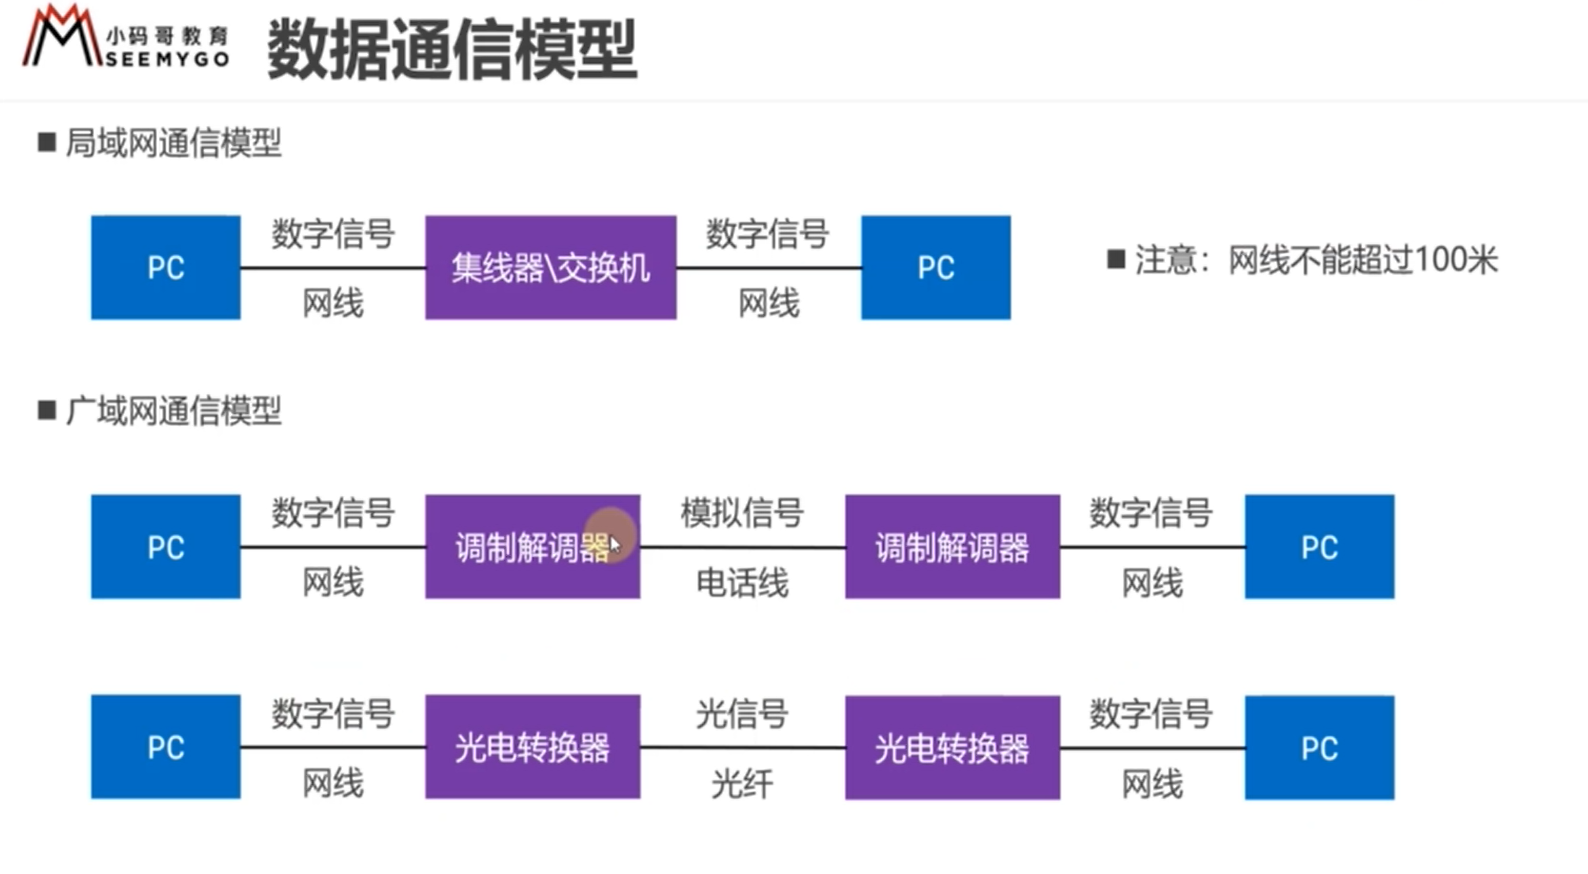 小码哥教育
SEEMYGO
数据通信模型
■ 局域网通信模型
数字信号
数字信号
PC
集线器\交换机
PC
■ 注意：网线不能超过100米
网线
网线
■ 广域网通信模型
数字信号
模拟信号
数字信号
PC
调制解调器
调制解调器
PC
网线
电话线
网线
数字信号
光信号
数字信号
PC
光电转换器
光电转换器
PC
网线
光纤
网线